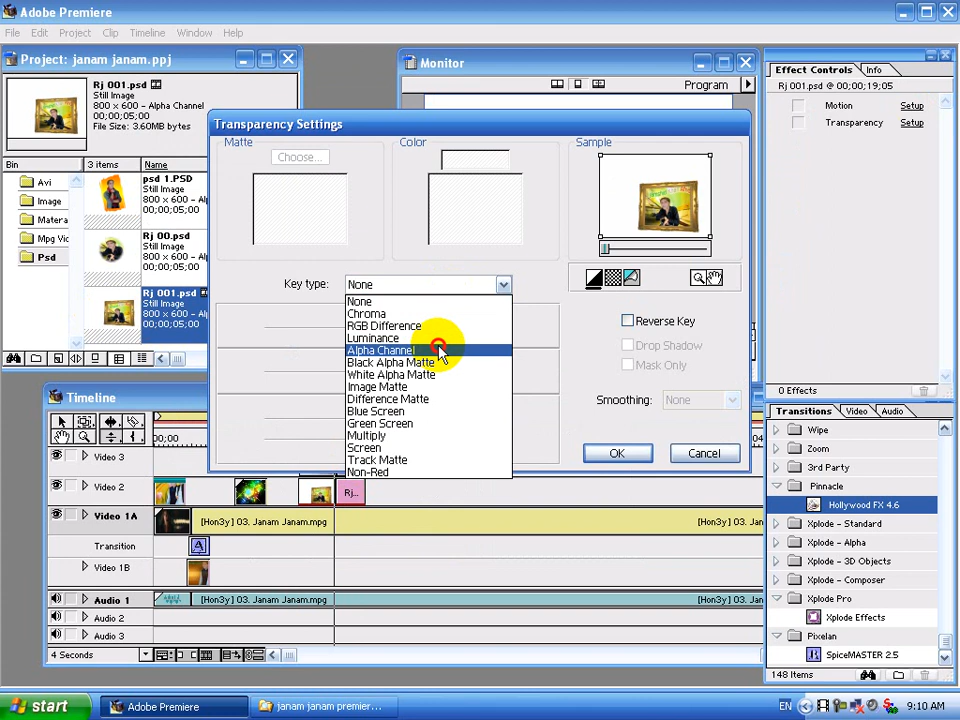 Adobe Premiere
File Edit Project Clip Timeline Window Help
Project: janam janam.ppj
Rj 001.psd
Still Image
800 x 600 - Alpha Channel
00;00;05;00
File Size: 3.60MB bytes
Bin 3 items Name
Avi
Image
Matera
Mpg Vic
Psd
psd 1.PSD
Still Image
800 x 600 - Alp
00;00;05;00
Rj 00.psd
Still Image
800 x 600 - Alp
00;00;05;00
Rj 001.psd
Still Image
800 x 600 - Alp
00;00;05;00
Monitor
Program
Effect Controls Info
Rj 001.psd @ 00;00;19;05
Motion Setup
Transparency Setup
0 Effects
Transparency Settings
Matte
Choose...
Color
Sample
Key type: None
None
Chroma
RGB Difference
Luminance
Alpha Channel
Black Alpha Matte
White Alpha Matte
Image Matte
Difference Matte
Blue Screen
Green Screen
Multiply
Screen
Track Matte
Non-Red
Reverse Key
Drop Shadow
Mask Only
Smoothing: None
OK Cancel
Timeline
00;00
Video 3
Video 2
Rj...
Video 1A
[Hon3y] 03. Janam Janam.mpg
[Hon3y] 03. Ja
Transition
Video 1B
Audio 1
[Hon3y] 03. Janam Janam.mpg
[Hon3y] 03. Ja
Audio 2
Audio 3
4 Seconds
Transitions Video Audio
Wipe
Zoom
3rd Party
Pinnacle
Hollywood FX 4.6
Xplode - Standard
Xplode - Alpha
Xplode - 3D Objects
Xplode - Composer
Xplode Pro
Xplode Effects
Pixelan
SpiceMASTER 2.5
148 Items
start
Adobe Premiere
janam janam premier...
EN
9:10 AM